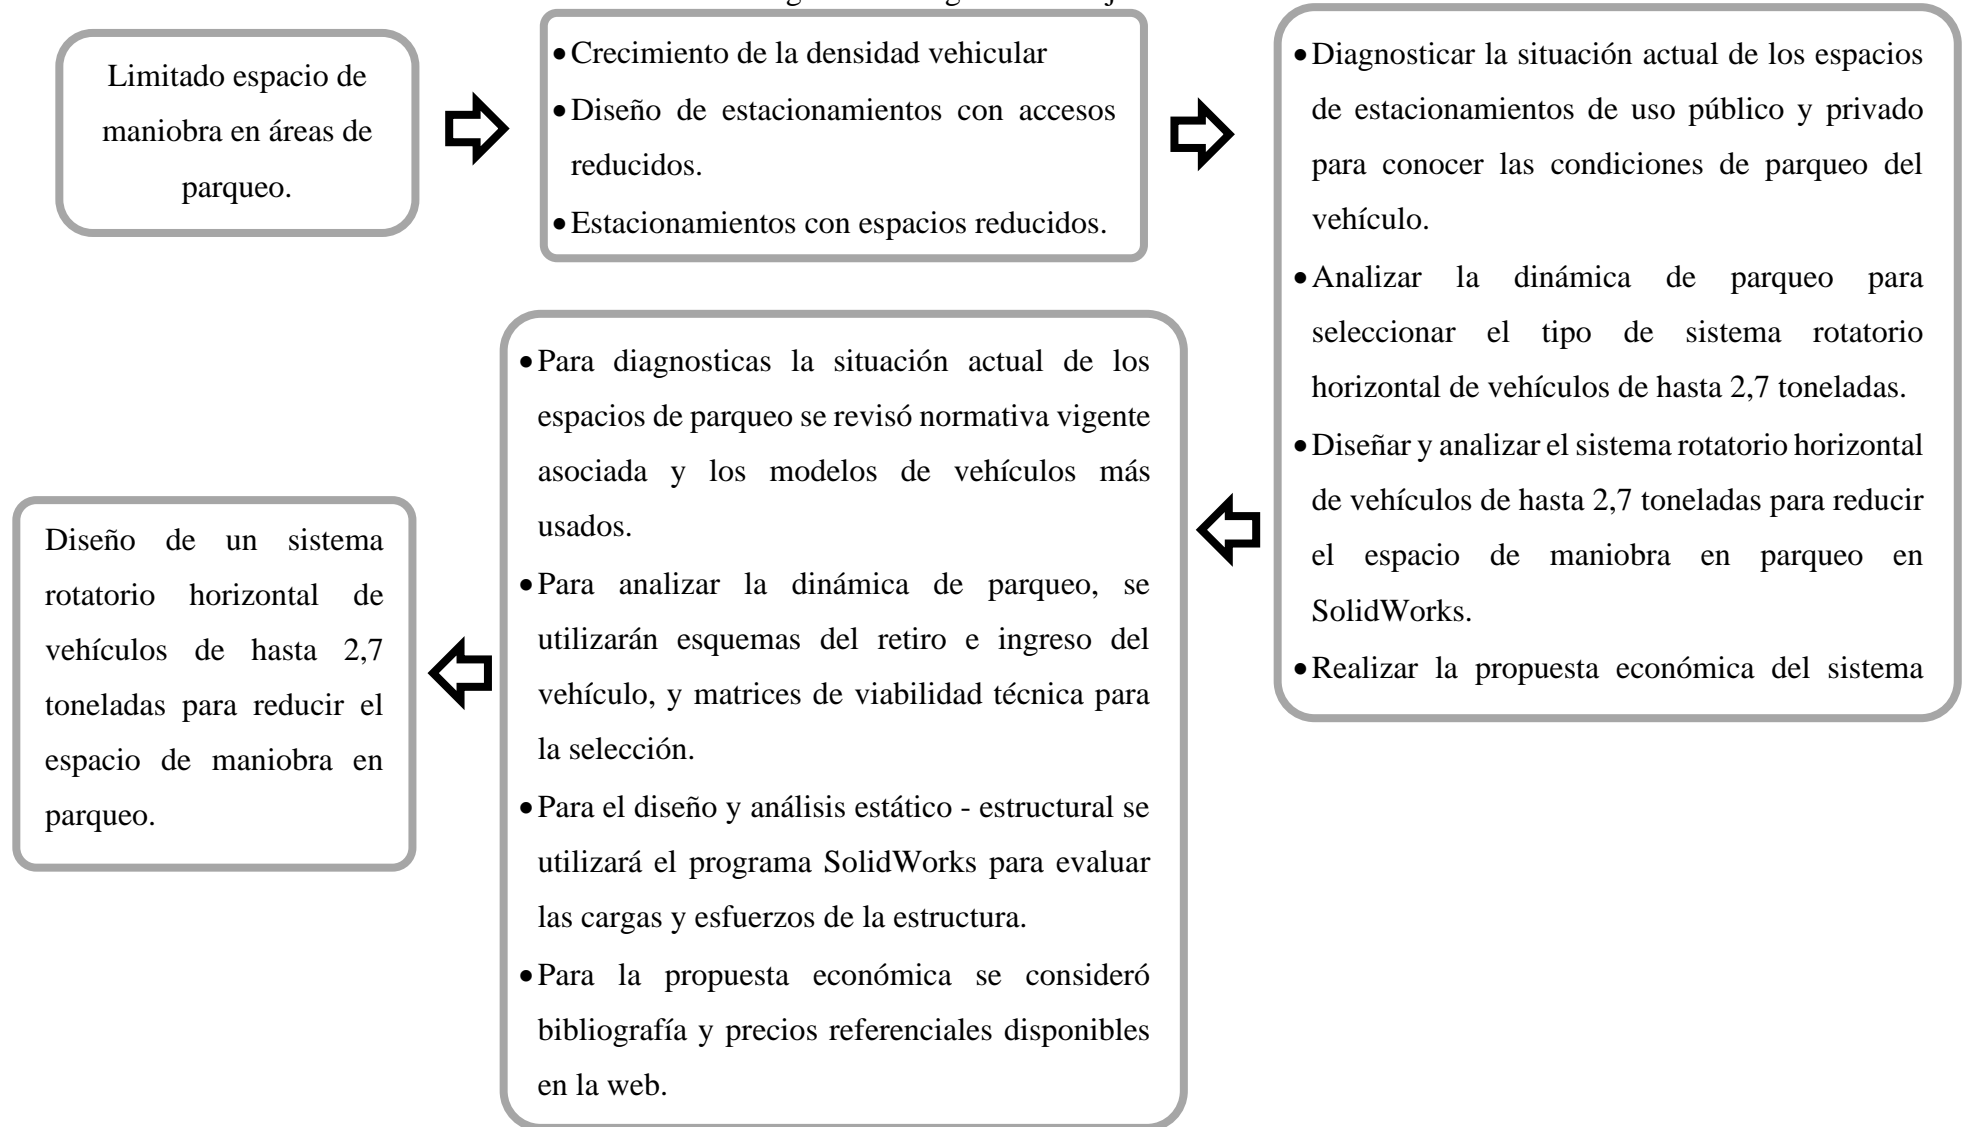 Limitado espacio de
maniobra en áreas de
parqueo.
•Crecimiento de la densidad vehicular
•Diseño de estacionamientos con accesos
reducidos.
•Estacionamientos con espacios reducidos.
•Diagnosticar la situación actual de los espacios
de estacionamientos de uso público y privado
para conocer las condiciones de parqueo del
vehículo.
•Analizar la dinámica de parqueo para
seleccionar el tipo de sistema rotatorio
horizontal de vehículos de hasta 2,7 toneladas.
•Diseñar y analizar el sistema rotatorio horizontal
de vehículos de hasta 2,7 toneladas para reducir
el espacio de maniobra en parqueo en
SolidWorks.
•Realizar la propuesta económica del sistema
•Para diagnosticas la situación actual de los
espacios de parqueo se revisó normativa vigente
asociada y los modelos de vehículos más
usados.
•Para analizar la dinámica de parqueo, se
utilizarán esquemas del retiro e ingreso del
vehículo, y matrices de viabilidad técnica para
la selección.
•Para el diseño y análisis estático - estructural se
utilizará el programa SolidWorks para evaluar
las cargas y esfuerzos de la estructura.
•Para la propuesta económica se consideró
bibliografía y precios referenciales disponibles
en la web.
Diseño de un sistema
rotatorio horizontal de
vehículos de hasta 2,7
toneladas para reducir el
espacio de maniobra en
parqueo.